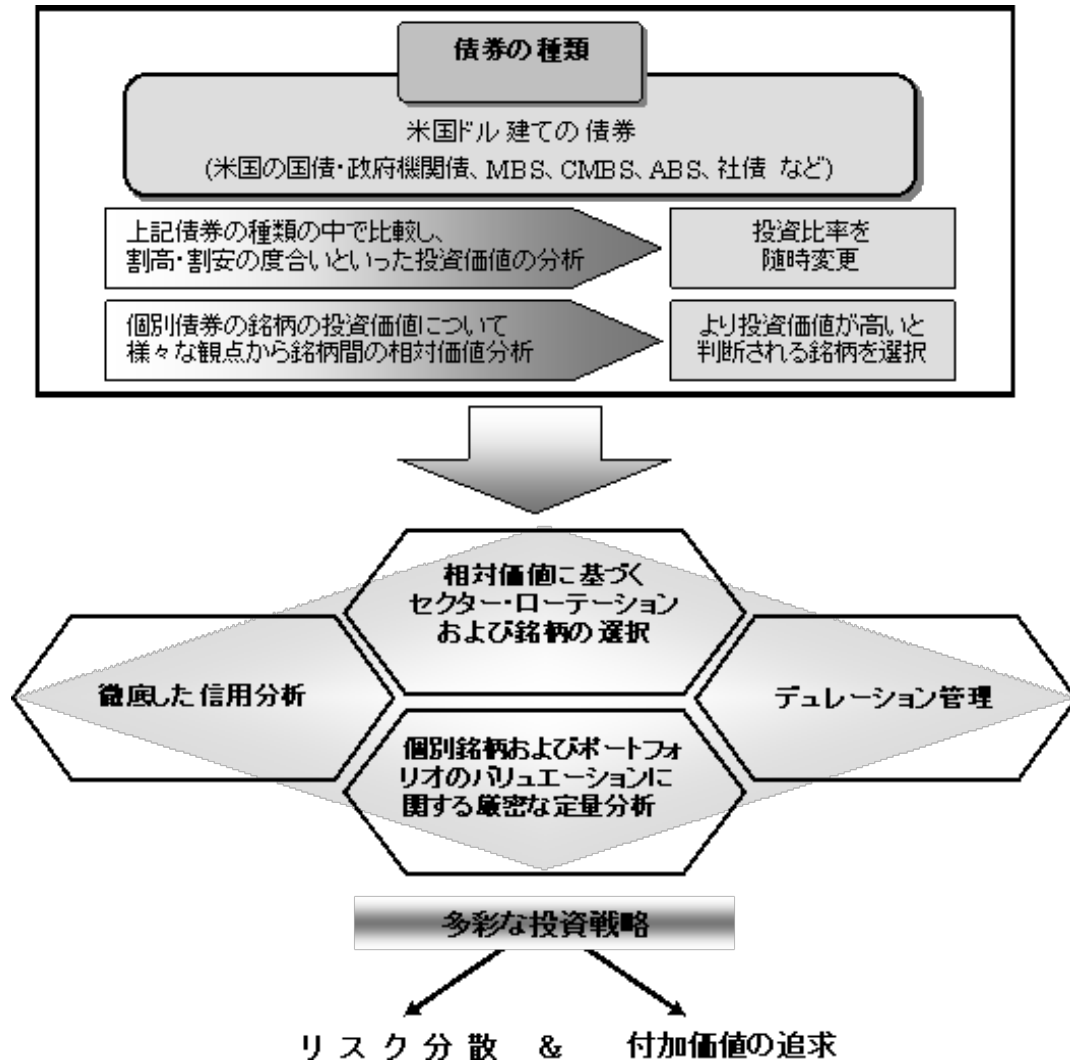 債券の種類
米国ドル建ての債券
(米国の国債・政府機関債、MBS、CMBS、ABS、社債 など)
上記債券の種類の中で比較し、
割高・割安の度合いといった投資価値の分析
投資比率を
随時変更
個別債券の銘柄の投資価値について
様々な観点から銘柄間の相対価値分析
より投資価値が高いと
判断される銘柄を選択
相対価値に基づく
セクター・ローテーション
および銘柄の選択
徹底した信用分析
デュレーション管理
個別銘柄およびポートフォ
リオのバリュエーションに
関する厳密な定量分析
多彩な投資戦略
リスク分散 & 付加価値の追求